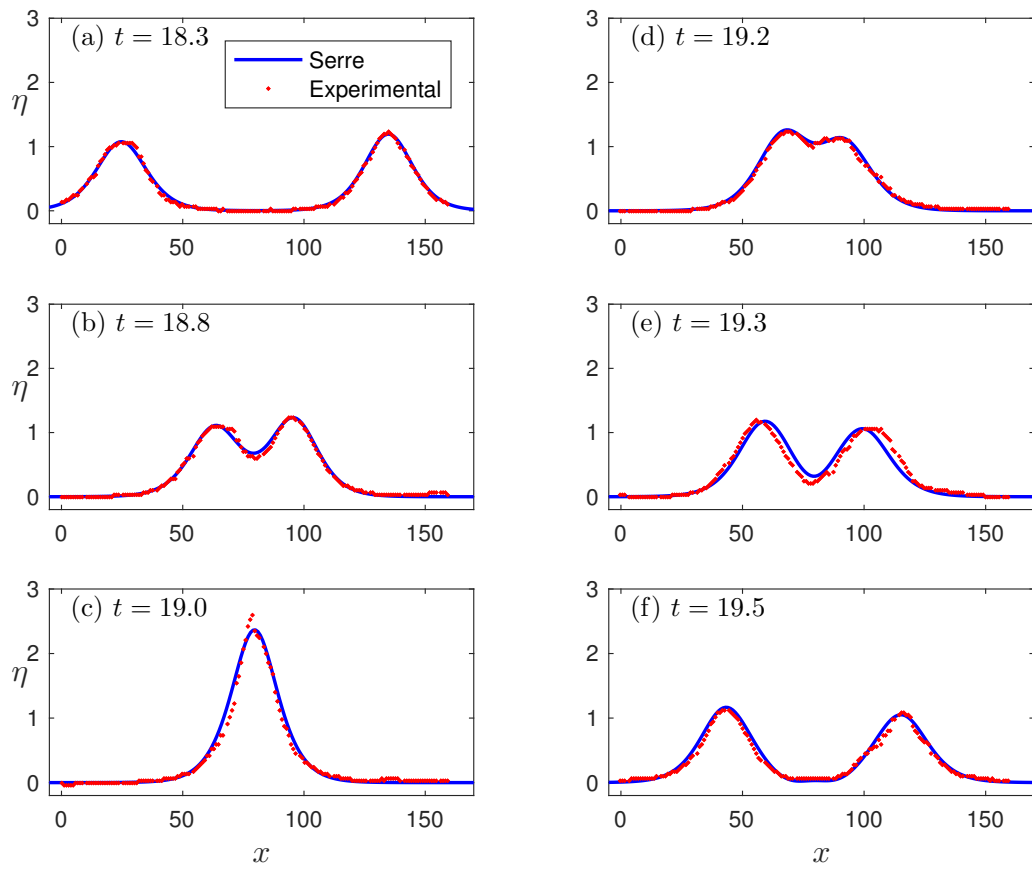 (a) t = 18.3
Serre
Experimental
η
3
2
1
0
0 50 100 150
(b) t = 18.8
η
3
2
1
0
0 50 100 150
(c) t = 19.0
η
3
2
1
0
0 50 100 150
x
(d) t = 19.2
3
2
1
0
0 50 100 150
(e) t = 19.3
3
2
1
0
0 50 100 150
(f) t = 19.5
3
2
1
0
0 50 100 150
x